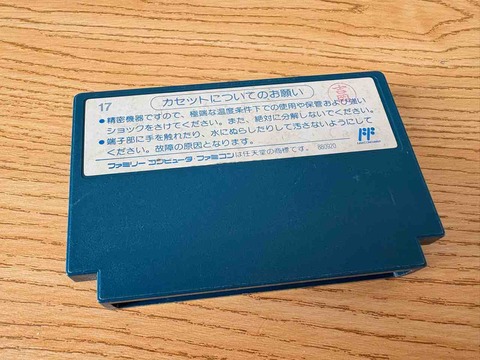 17
カセットについてのお願い
●精密機器ですので、極端な温度条件下での使用や保管および強い
ショックをさけてください。また、絶対に分解しないでください。
●端子部に手を触れたり、水にぬらしたりして汚さないようにして
ください。故障の原因となります。
ファミリーコンピュータ・ファミコンは任天堂の商標です。 880920